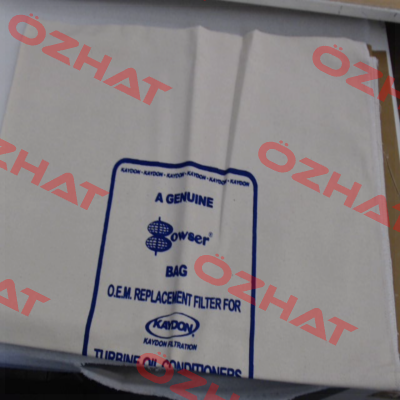 ÖZHAT
ÖZHAT
ÖZHAT
KAYDON - KAYDON - KAYDON - KAYDON - KAYDON - KAYDON
A GENUINE
Bowser®
BAG
O.E.M. REPLACEMENT FILTER FOR
KAYDON
KAYDON FILTRATION
TURBINE OIL CONDITIONERS
ÖZHAT
ÖZHAT
ÖZHAT